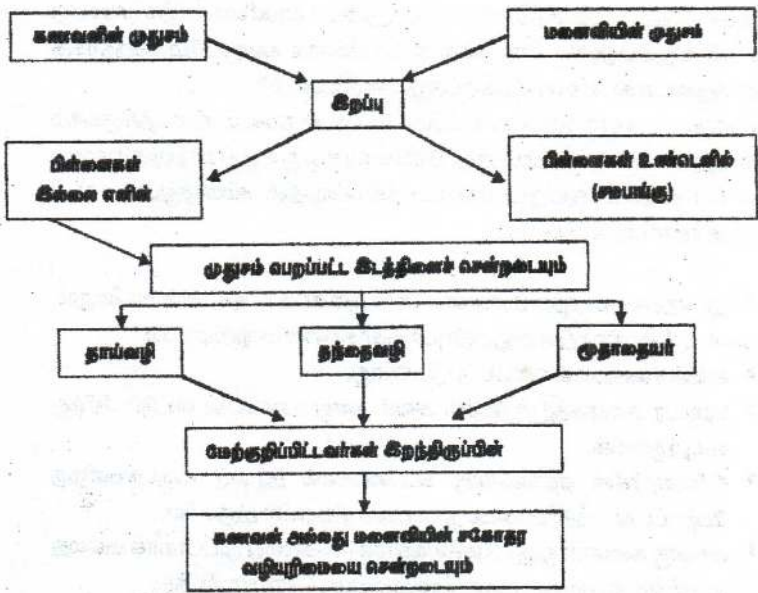 கணவனின் முதுசம்
மனைவியின் முதுசம்
இறப்பு
பிள்ளைகள்
இல்லை எனின்
பிள்ளைகள் உண்டெனில்
(சமபங்கு)
முதுசம் பெறப்பட்ட இடத்தினைச் சென்றடையும்
தாய்வழி
தந்தைவழி
மூதாதையர்
மேற்குறிப்பிட்டவர்கள் இறந்திருப்பின்
கணவன் அல்லது மனைவியின் சகோதர
வழியுரிமையை சென்றடையும்